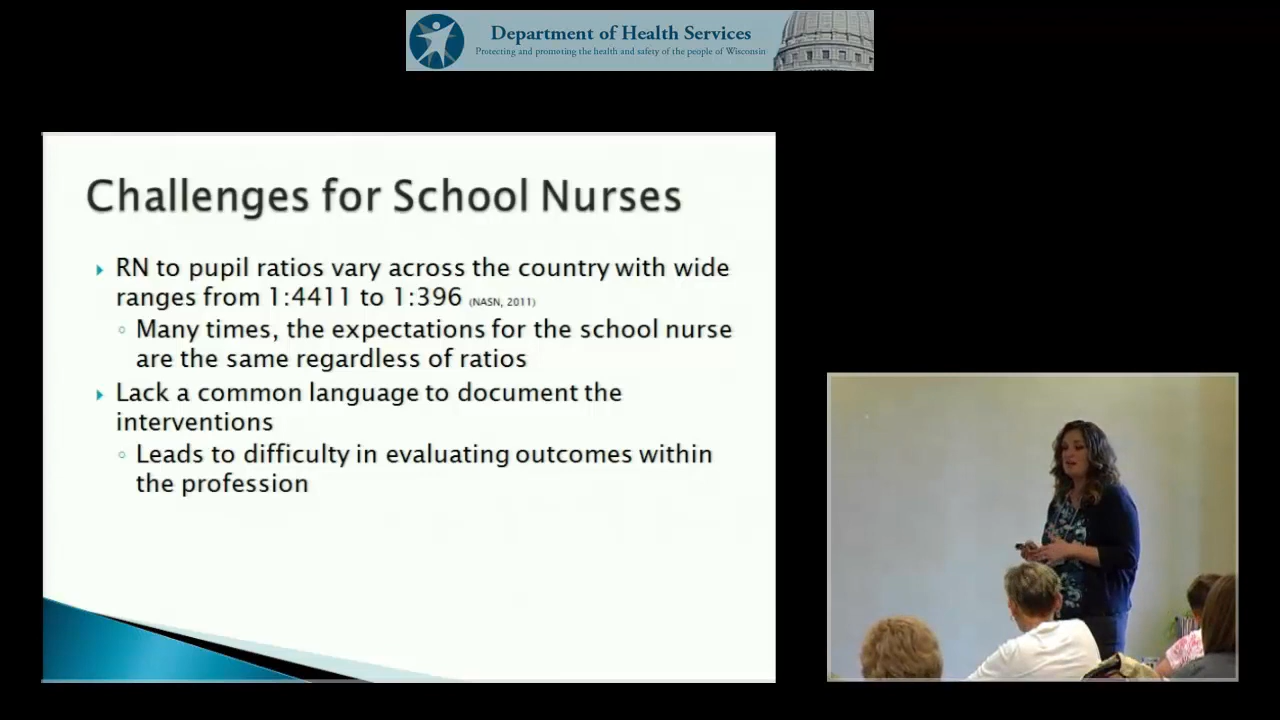 Department of Health Services
Protecting and promoting the health and safety of the people of Wisconsin
Challenges for School Nurses
RN to pupil ratios vary across the country with wide
ranges from 1:4411 to 1:396 (NASN, 2011)
Many times, the expectations for the school nurse
are the same regardless of ratios
Lack a common language to document the
interventions
Leads to difficulty in evaluating outcomes within
the profession